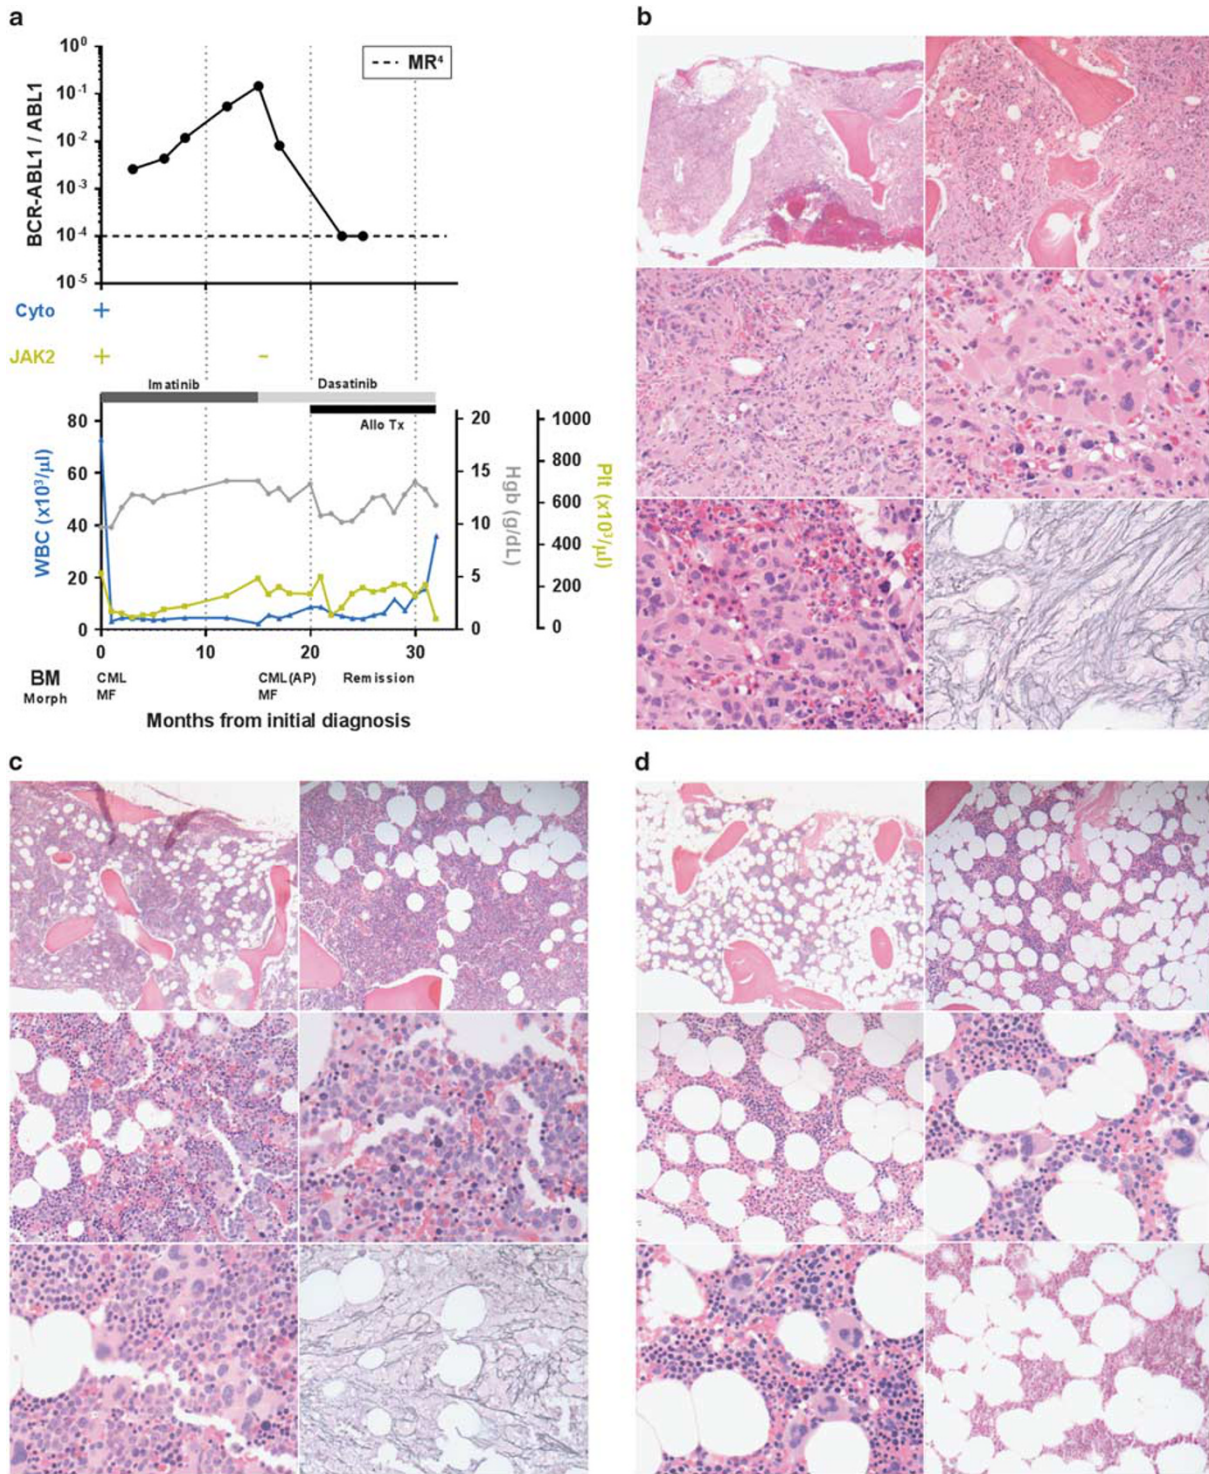 a
10⁰
10⁻¹
10⁻²
10⁻³
10⁻⁴
10⁻⁵
BCR-ABL1 / ABL1
MR⁴
Cyto +
JAK2 + -
Imatinib Dasatinib
Allo Tx
80
60
40
20
0
WBC (x10³/µl)
20
15
10
5
0
Hgb (g/dL)
1000
800
600
400
200
0
Plt (x10³/µl)
0 10 20 30
BM CML CML(AP) Remission
Morph MF MF
Months from initial diagnosis
b
c
d